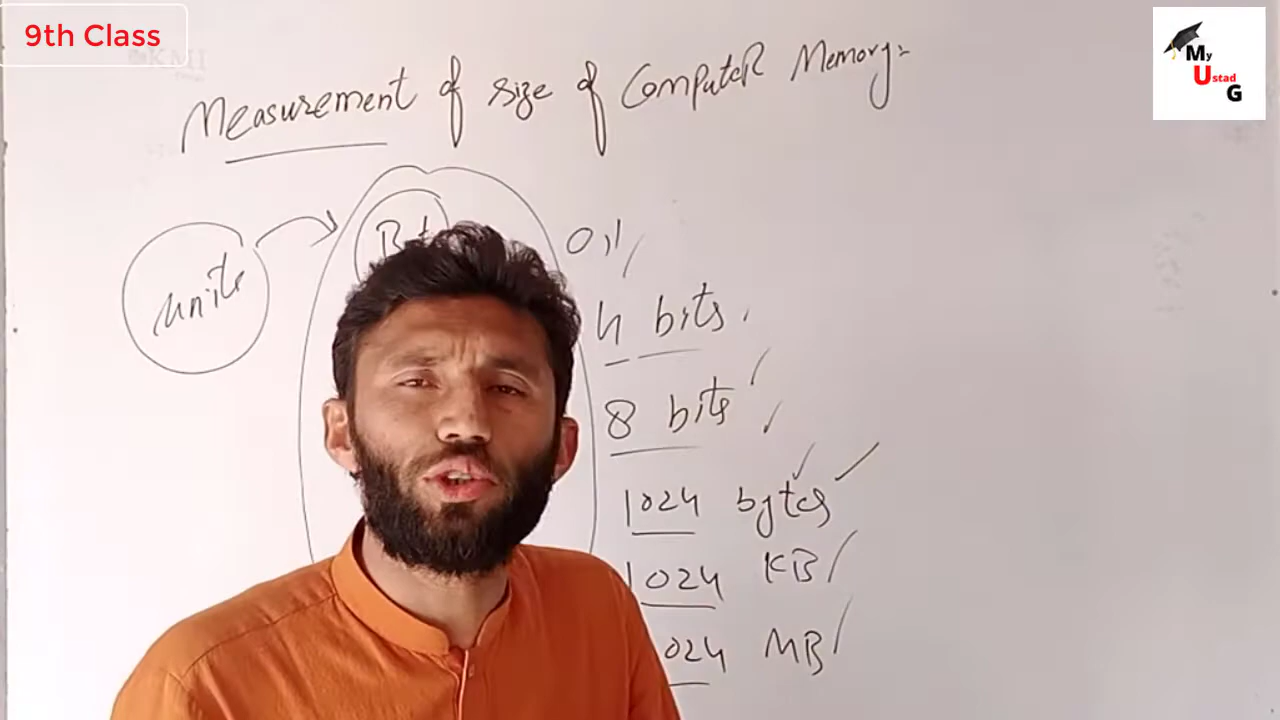 9th Class
My
Ustad
G
Measurement of size of Computer Memory:-
units
0,1
4 bits
8 bits
1024 bytes
1024 KB
1024 MB